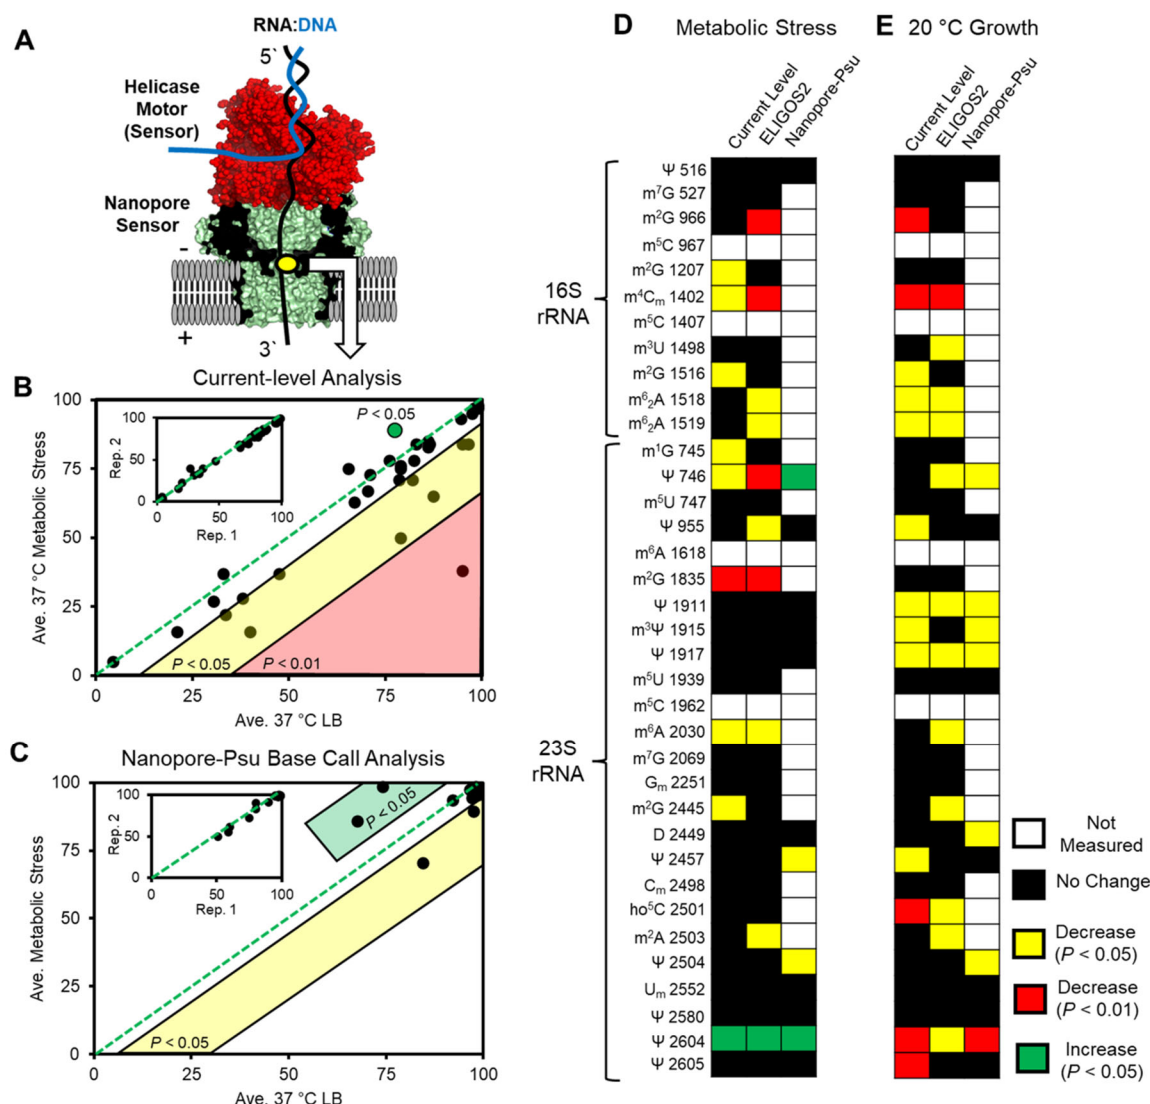 A
RNA:DNA
5`
Helicase
Motor
(Sensor)
Nanopore
Sensor
-
+
3`
B
Current-level Analysis
Ave. 37 °C Metabolic Stress
100
75
50
25
0
P < 0.05
Rep. 2
100
50
0
0
50
100
Rep. 1
P < 0.05
P < 0.01
0
25
50
75
100
Ave. 37 °C LB
C
Nanopore-Psu Base Call Analysis
Ave. Metabolic Stress
100
75
50
25
0
Rep. 2
100
50
0
0
50
100
Rep. 1
P < 0.05
P < 0.05
0
25
50
75
100
Ave. 37 °C LB
D
Metabolic Stress
Current Level
ELIGOS2
Nanopore-Psu
E
20 °C Growth
Current Level
ELIGOS2
Nanopore-Psu
16S
rRNA
Ψ 516
m⁷G 527
m²G 966
m⁵C 967
m²G 1207
m⁴Cₘ 1402
m⁵C 1407
m³U 1498
m²G 1516
m⁶₂A 1518
m⁶₂A 1519
23S
rRNA
m¹G 745
Ψ 746
m⁵U 747
Ψ 955
m⁶A 1618
m²G 1835
Ψ 1911
m³Ψ 1915
Ψ 1917
m⁵U 1939
m⁵C 1962
m⁶A 2030
m⁷G 2069
Gₘ 2251
m²G 2445
D 2449
Ψ 2457
Cₘ 2498
ho⁵C 2501
m²A 2503
Ψ 2504
Uₘ 2552
Ψ 2580
Ψ 2604
Ψ 2605
Not
Measured
No Change
Decrease
(P < 0.05)
Decrease
(P < 0.01)
Increase
(P < 0.05)